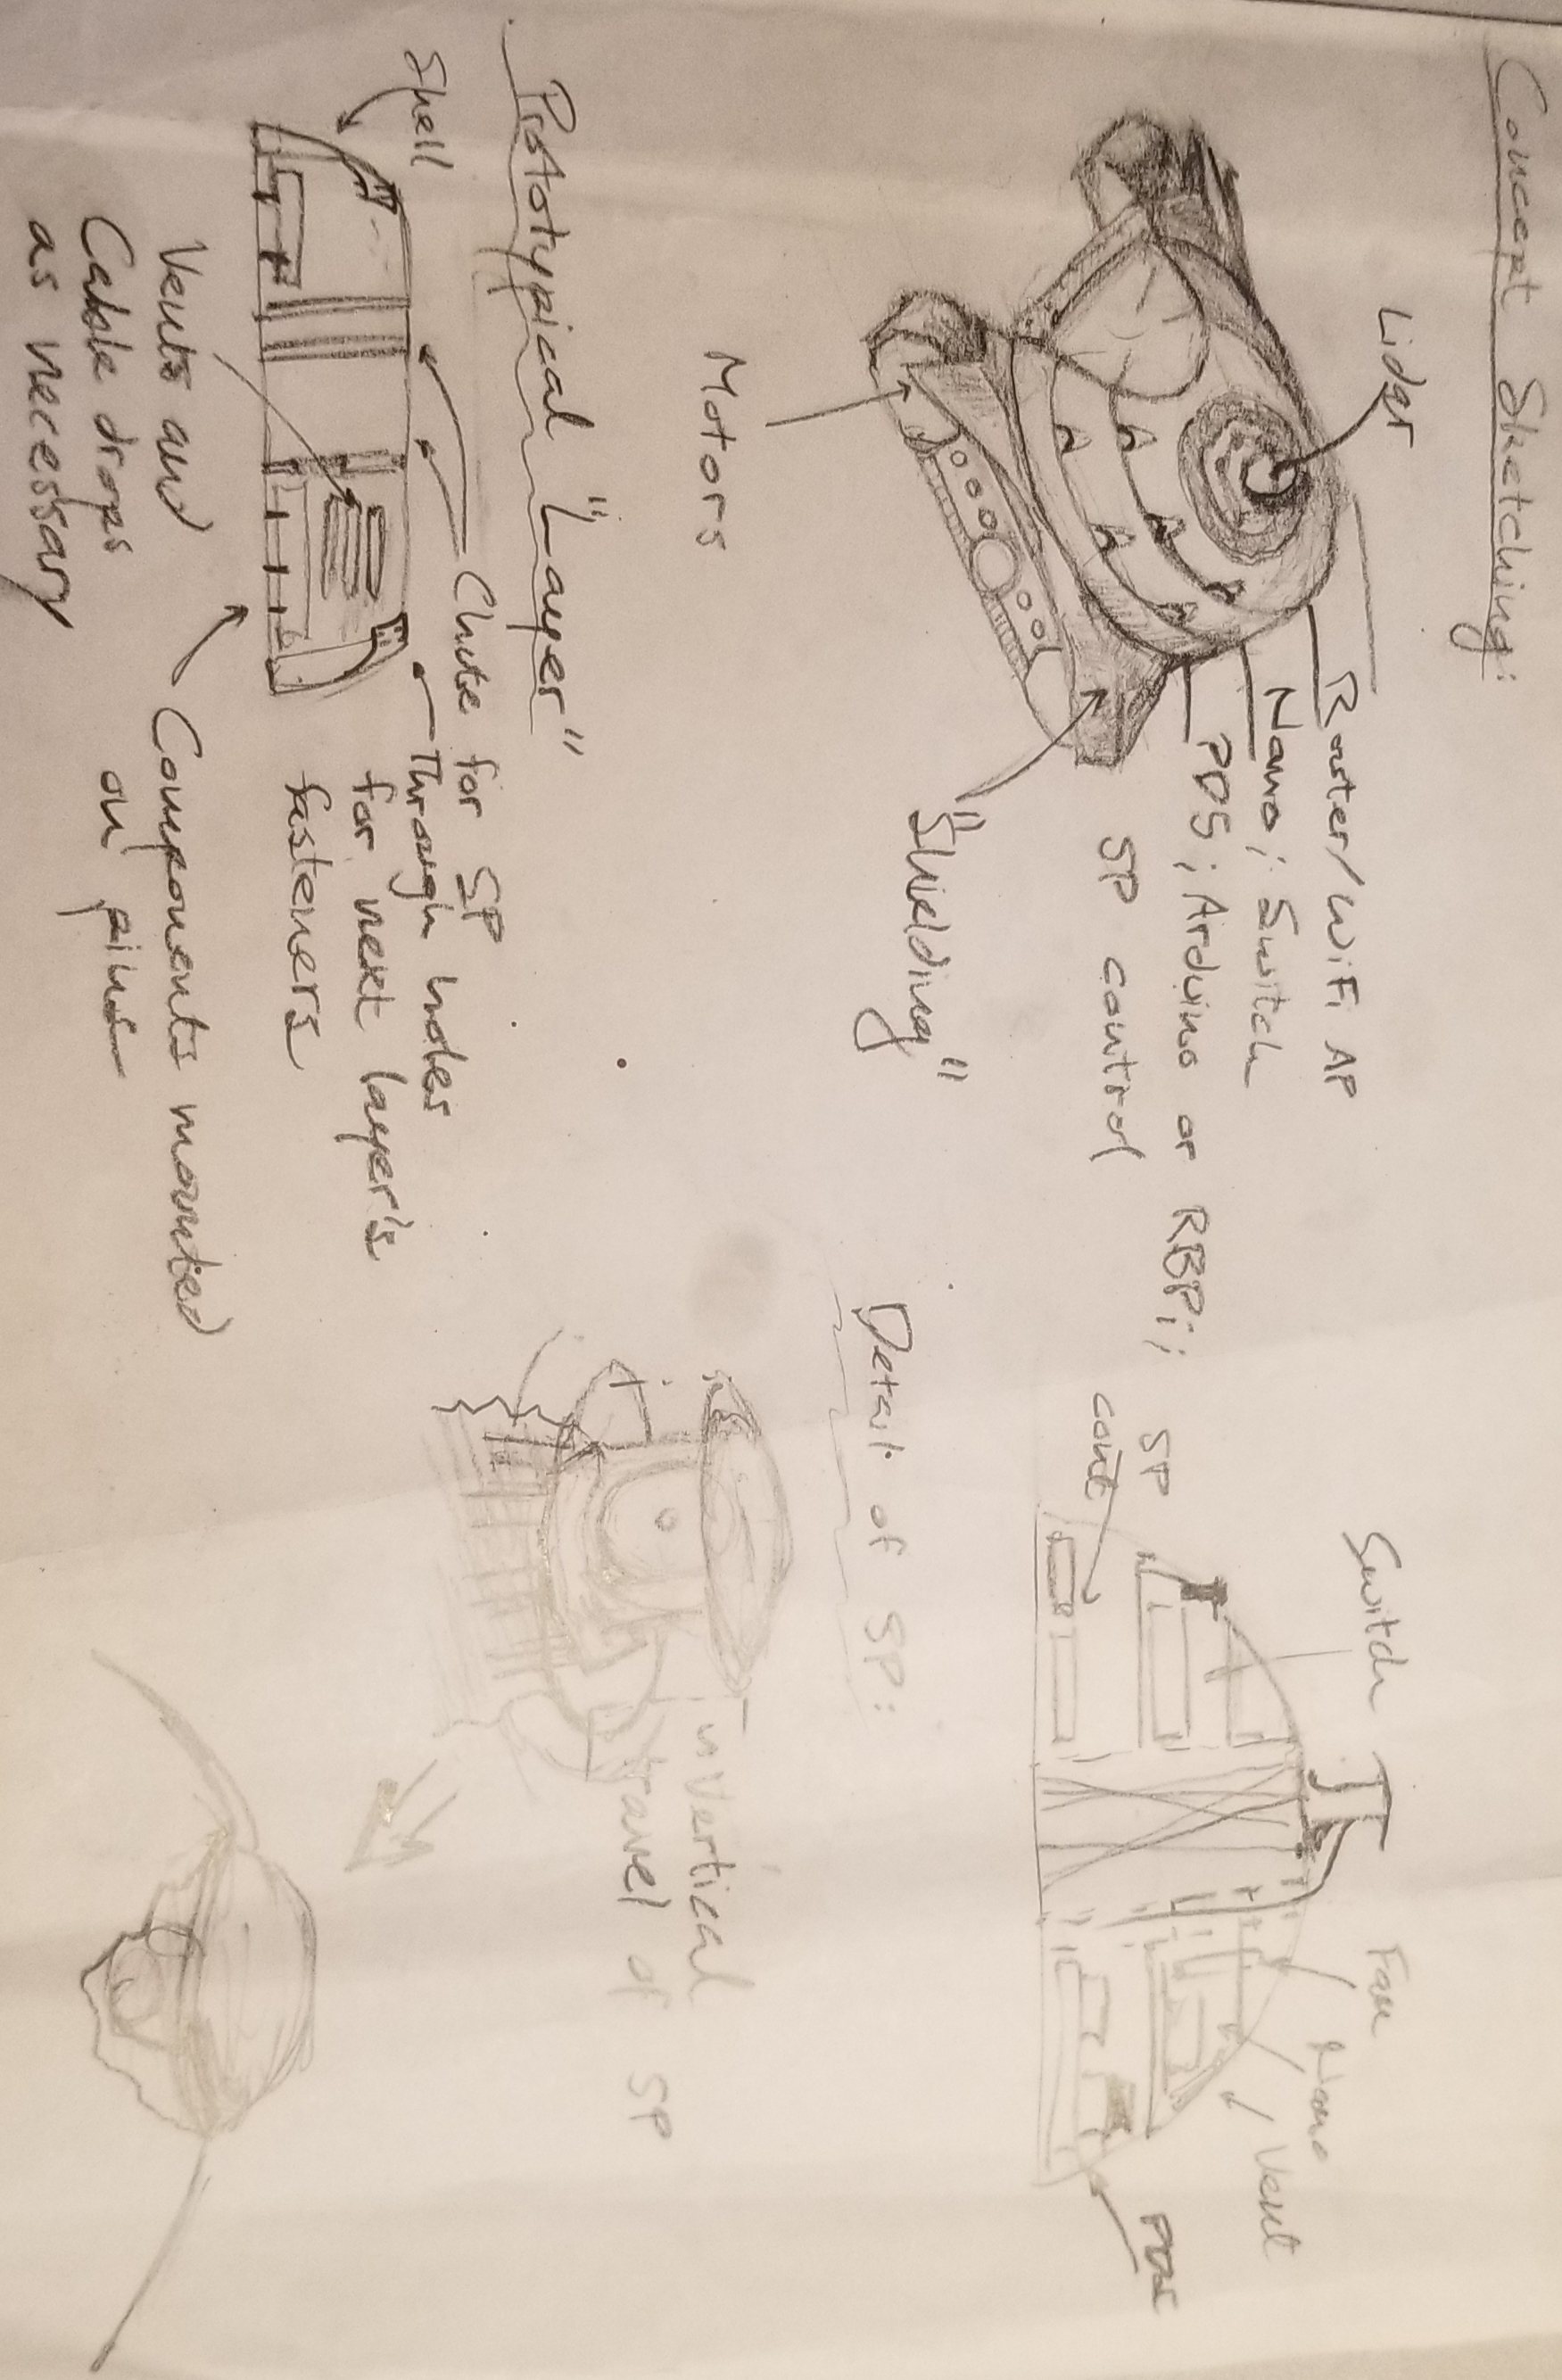 Concept Sketching:
Lidar
Router/WiFi AP
Nano; Switch
PDS; Arduino or RBPi;
SP control
"Shielding"
Motors
Switch
Fan
Nano
Vent
SP
cont
PDS
Detail of SP:
Vertical
travel of SP
Prototypical "Layer"
Shell
Chute for SP
Through holes
for next layer's
fasteners
Vents and
Cable drops
as necessary
Components mounted
on pins